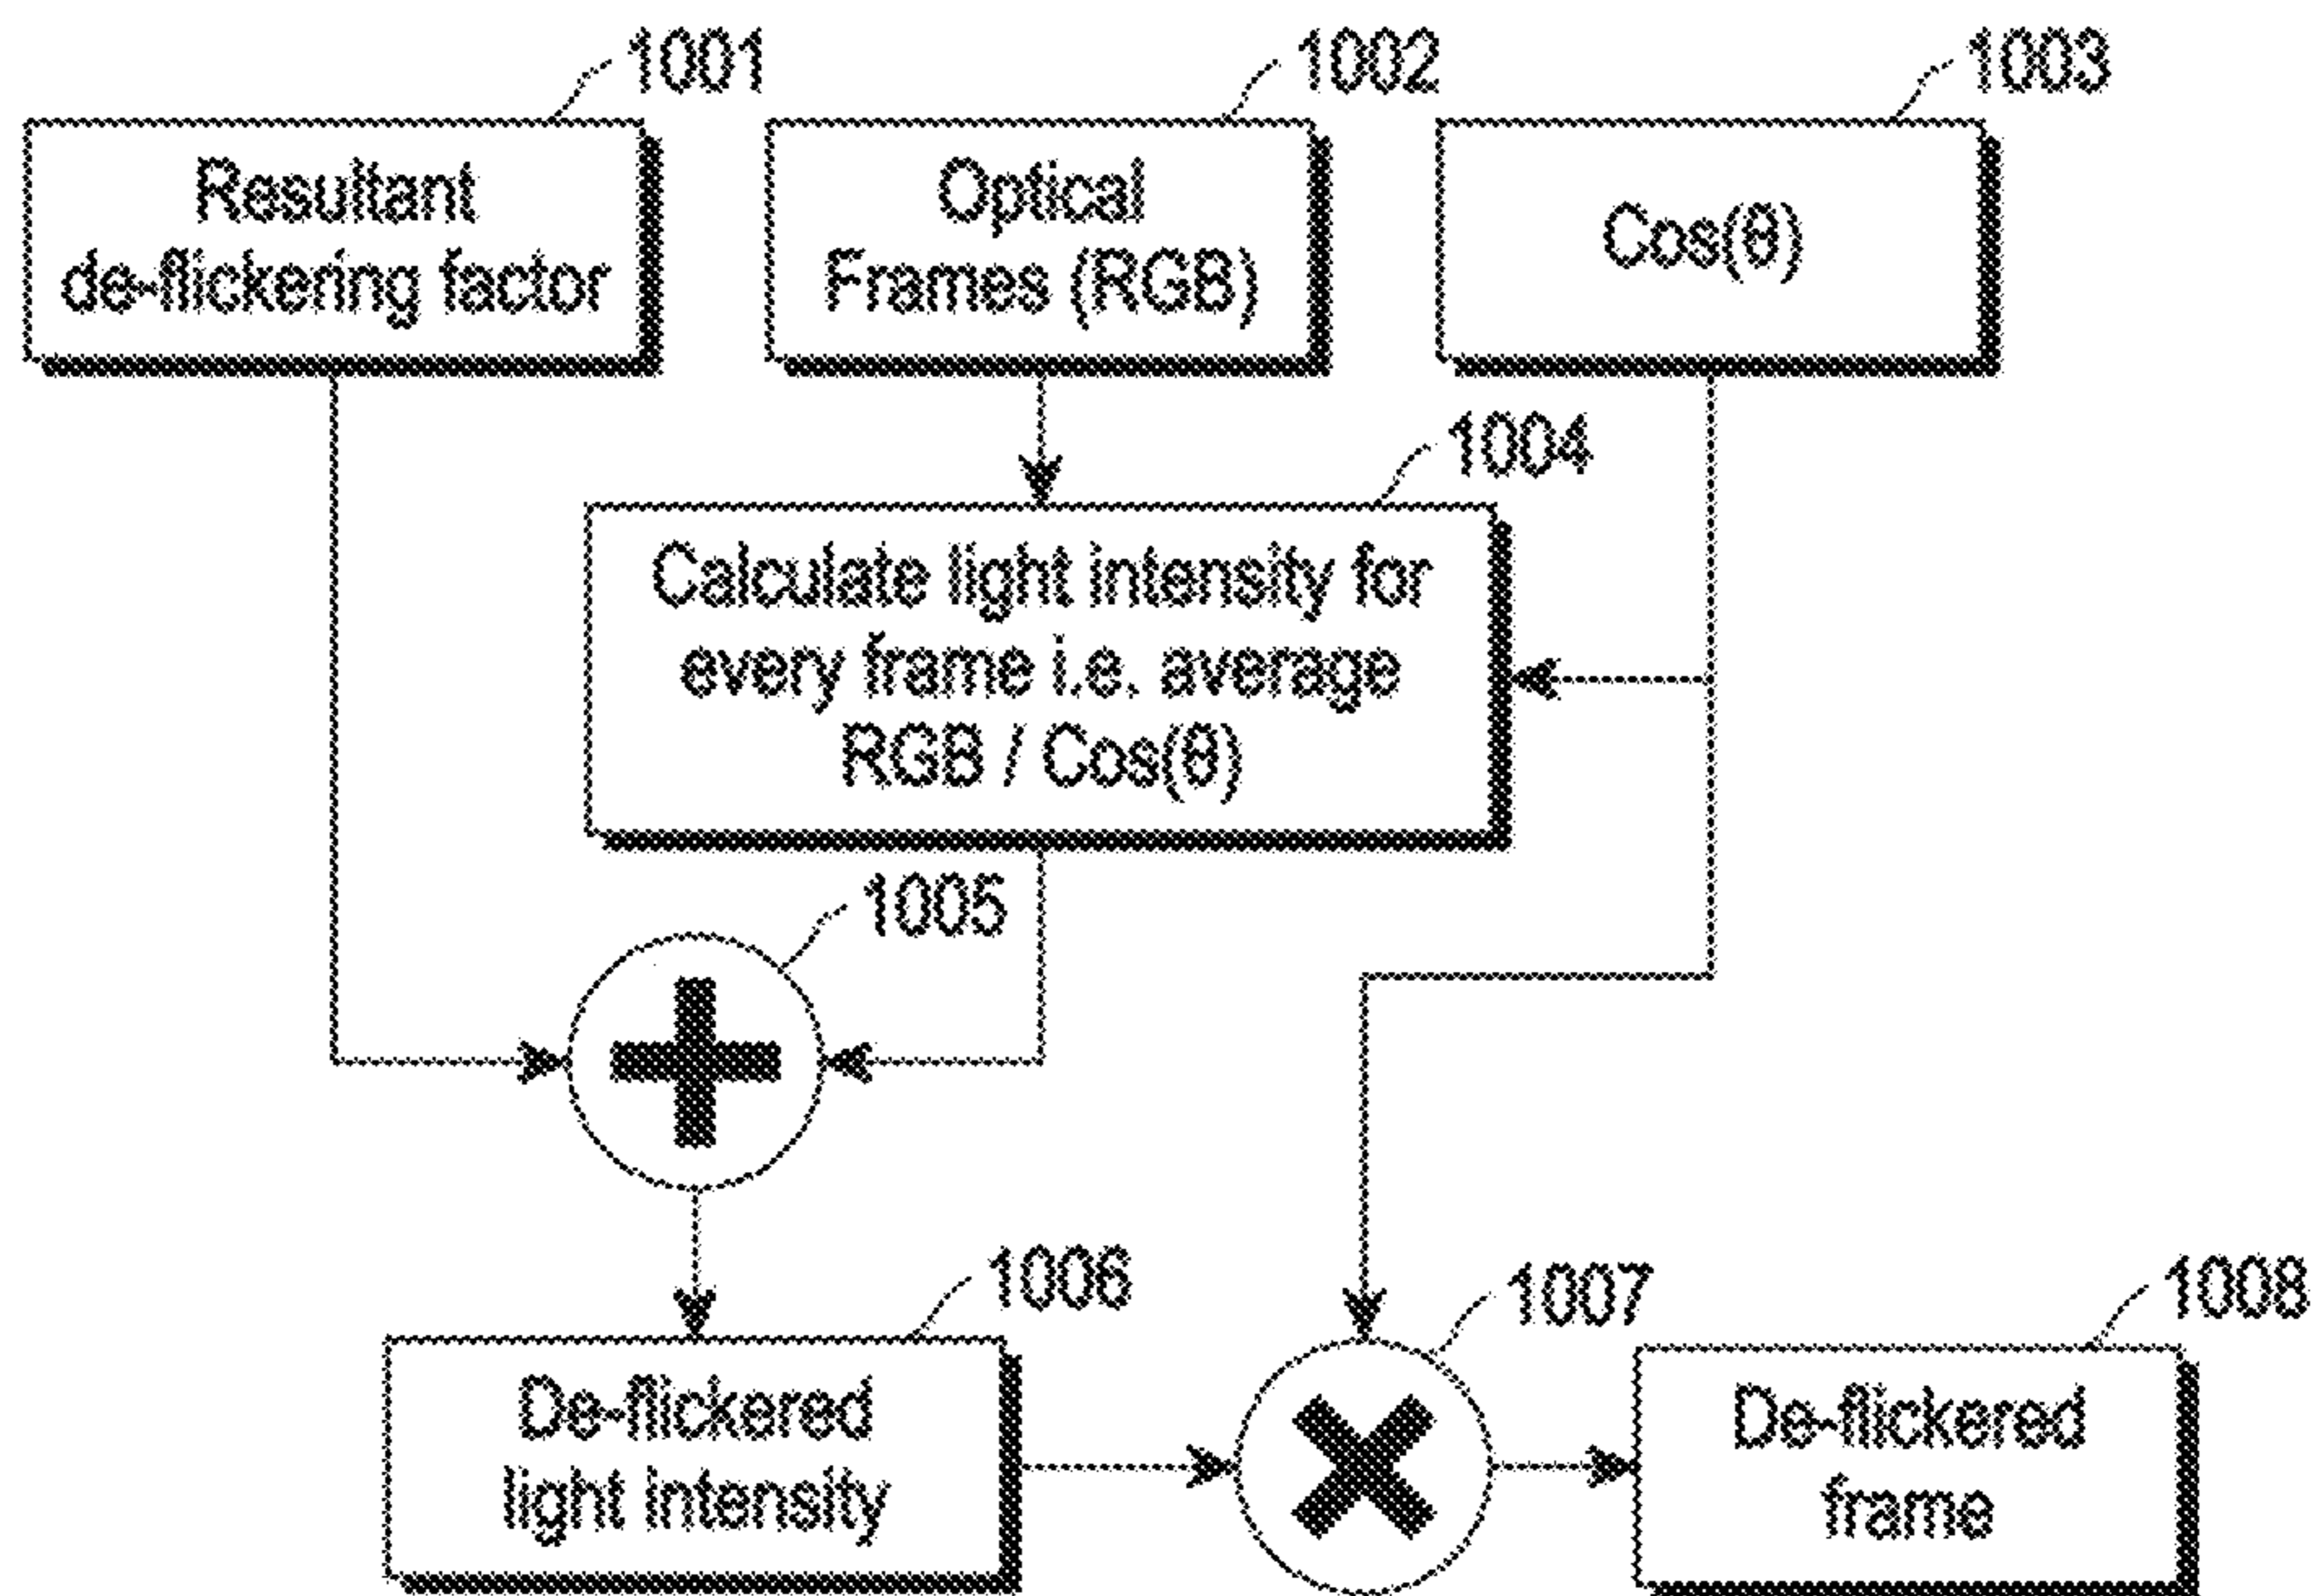 1001
Resultant
de-flickering factor
1002
Optical
Frames (RGB)
1003
Cos(θ)
1004
Calculate light intensity for
every frame i.e. average
RGB / Cos(θ)
1005
1006
De-flickered
light intensity
1007
1008
De-flickered
frame